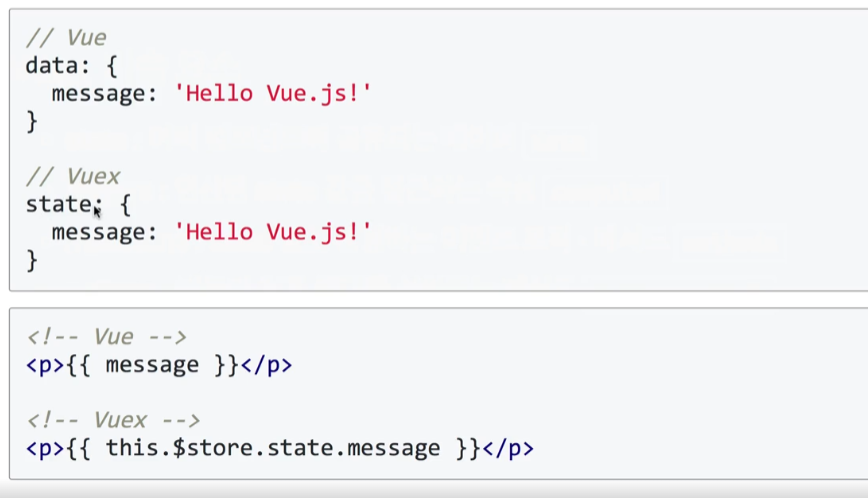 // Vue
data: {
  message: 'Hello Vue.js!'
}
// Vuex
state: {
  message: 'Hello Vue.js!'
}
<!-- Vue -->
<p>{{ message }}</p>
<!-- Vuex -->
<p>{{ this.$store.state.message }}</p>